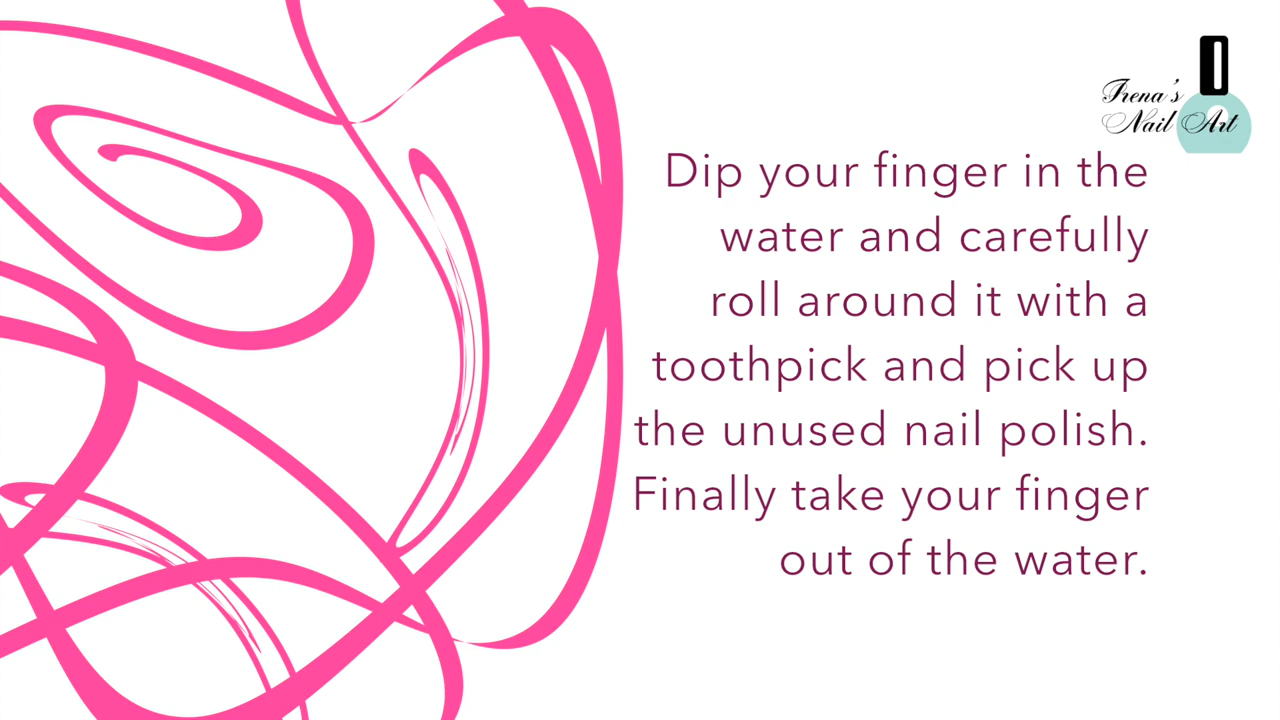 Irena's
Nail Art
Dip your finger in the
water and carefully
roll around it with a
toothpick and pick up
the unused nail polish.
Finally take your finger
out of the water.